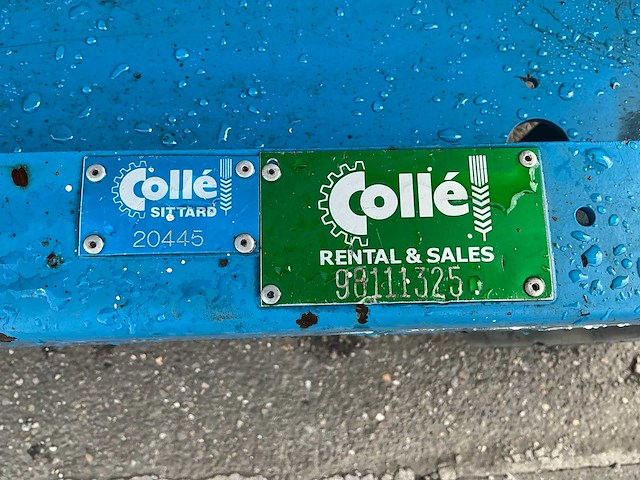 Collé
SITTARD
20445
Collé
RENTAL & SALES
98111325